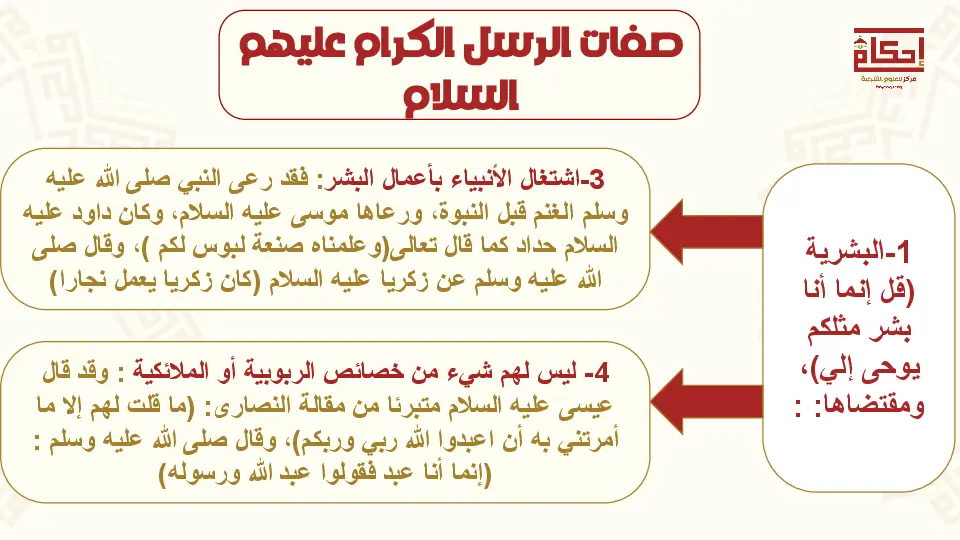 صفات الرسل الكرام عليهم
السلام
إحكام
مركز للعلوم الشرعية
1-البشرية
(قل إنما أنا
بشر مثلكم
يوحى إلي)،
ومقتضاها: :
3-اشتغال الأنبياء بأعمال البشر: فقد رعى النبي صلى الله عليه
وسلم الغنم قبل النبوة، ورعاها موسى عليه السلام، وكان داود عليه
السلام حداد كما قال تعالى(وعلمناه صنعة لبوس لكم )، وقال صلى
الله عليه وسلم عن زكريا عليه السلام (كان زكريا يعمل نجارا)
4- ليس لهم شيء من خصائص الربوبية أو الملائكية : وقد قال
عيسى عليه السلام متبرئا من مقالة النصارى: (ما قلت لهم إلا ما
أمرتني به أن اعبدوا الله ربي وربكم)، وقال صلى الله عليه وسلم :
(إنما أنا عبد فقولوا عبد الله ورسوله)